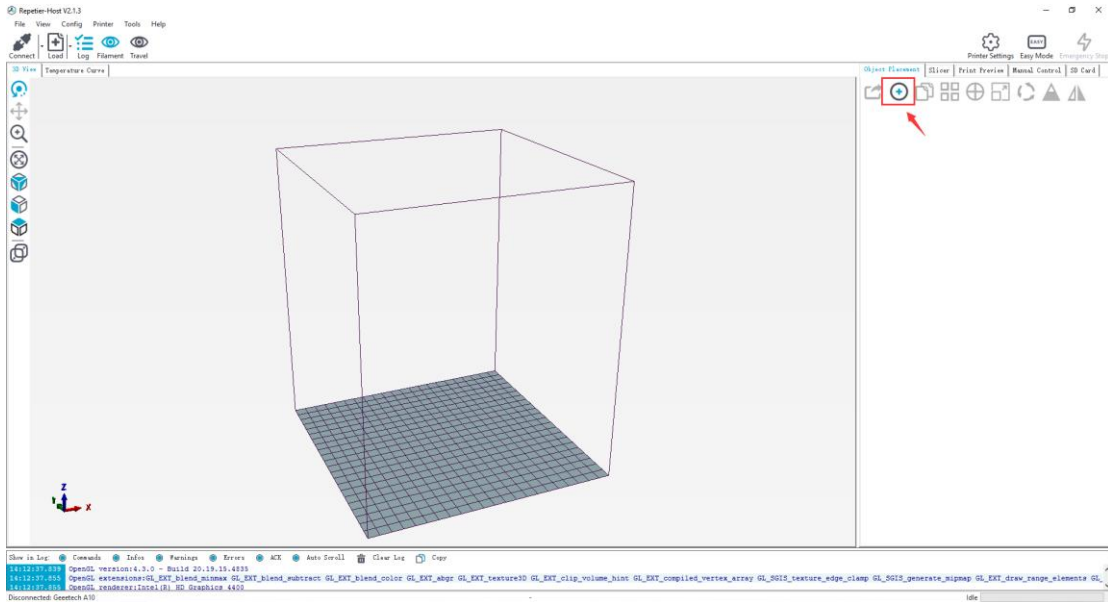 Repetier-Host V2.1.3
File View Config Printer Tools Help
Connect Load Log Filament Travel
Printer Settings Easy Mode Emergency Stop
EASY
3D View Temperature Curve
Object Placement Slicer Print Preview Manual Control SD Card
Z
Y
X
Show in Log: Commands Infos Warnings Errors ACK Auto Scroll Clear Log Copy
14:12:37.839 OpenGL version:4.3.0 - Build 20.19.15.4835
14:12:37.855 OpenGL extensions:GL_EXT_blend_minmax GL_EXT_blend_subtract GL_EXT_blend_color GL_EXT_abgr GL_EXT_texture3D GL_EXT_clip_volume_hint GL_EXT_compiled_vertex_array GL_SGIS_texture_edge_clamp GL_SGIS_generate_mipmap GL_EXT_draw_range_elements GL_
14:12:37.855 OpenGL renderer:Intel(R) HD Graphics 4400
Disconnected: Geeetech A10 - Idle